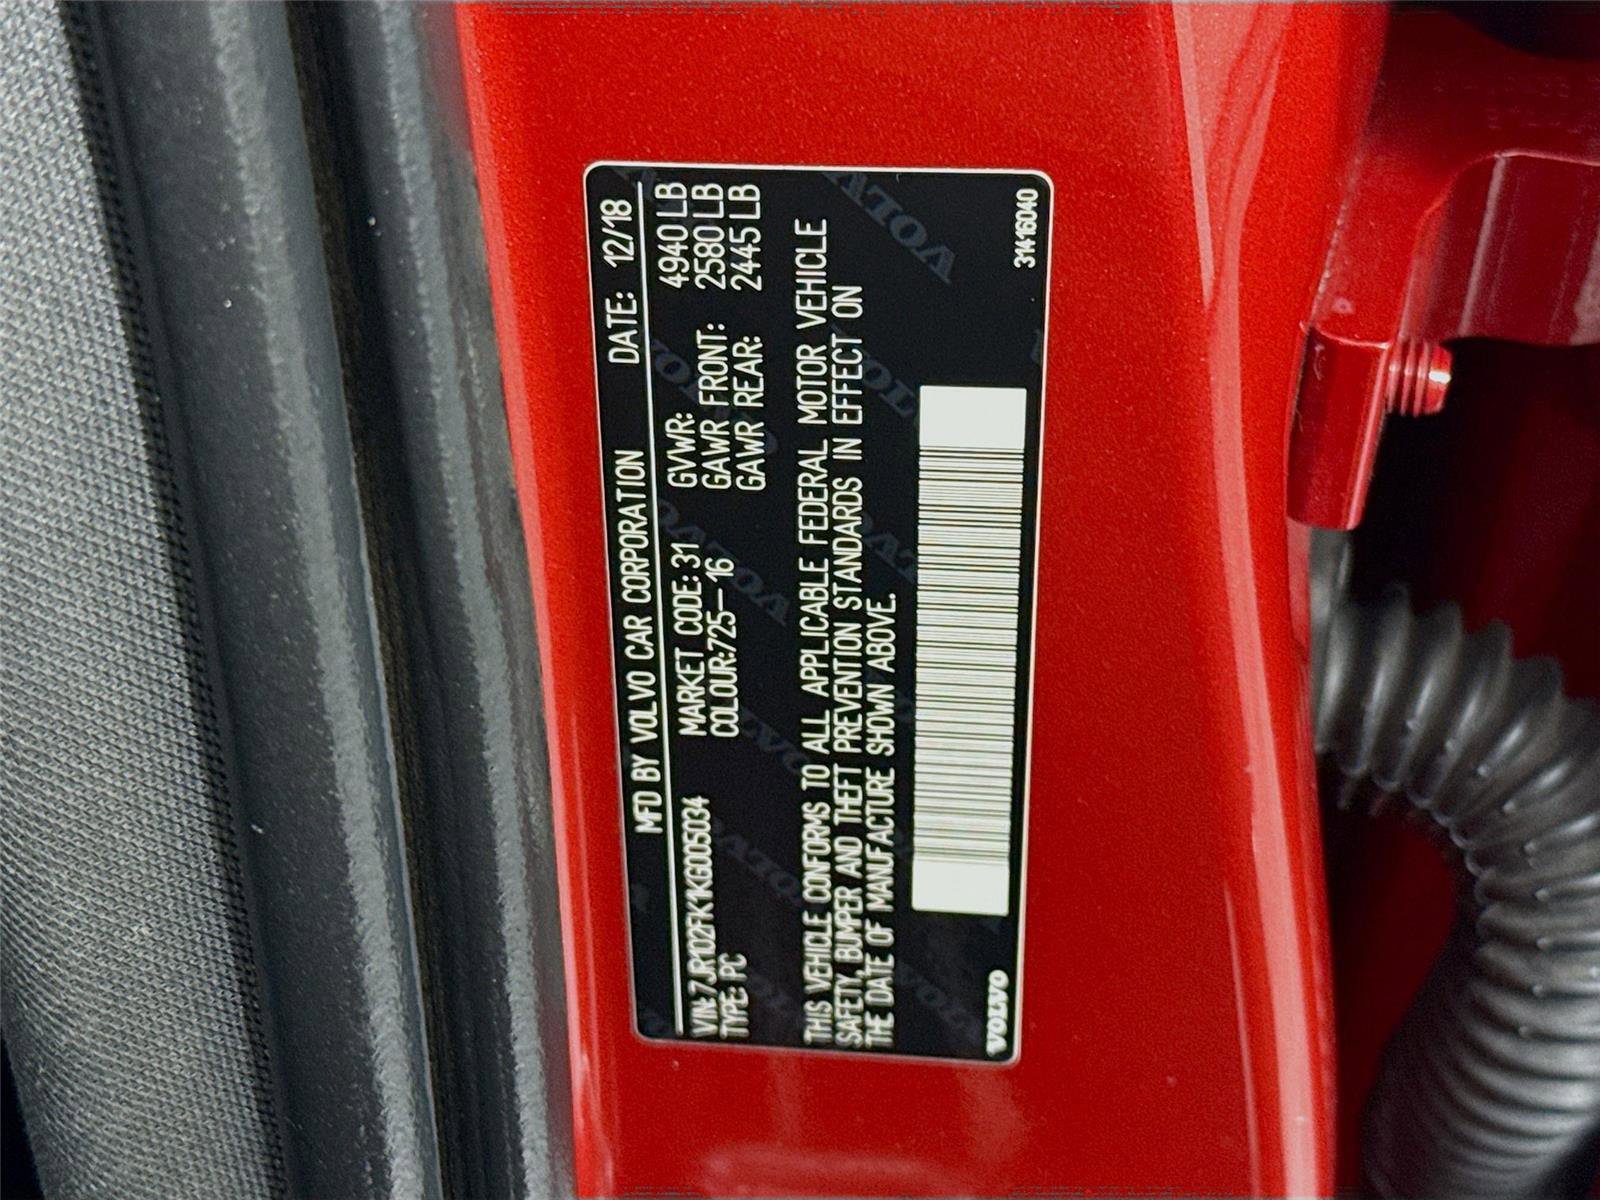 MFD BY VOLVO CAR CORPORATION DATE: 12/18
VIN: 7JR102FK1KG005034 MARKET CODE: 31 GVWR: 4940 LB
TYPE: PC COLOUR: 725-16 GAWR FRONT: 2580 LB
GAWR REAR: 2445 LB
THIS VEHICLE CONFORMS TO ALL APPLICABLE FEDERAL MOTOR VEHICLE
SAFETY, BUMPER AND THEFT PREVENTION STANDARDS IN EFFECT ON
THE DATE OF MANUFACTURE SHOWN ABOVE.
VOLVO 31416040